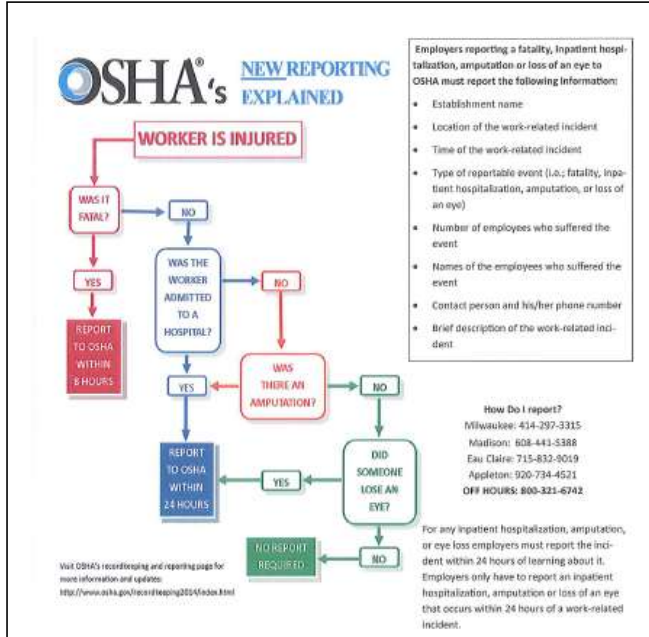 OSHA®'s NEW REPORTING
EXPLAINED
WORKER IS INJURED
WAS IT
FATAL?
NO
YES
REPORT
TO OSHA
WITHIN
8 HOURS
WAS THE
WORKER
ADMITTED
TO A
HOSPITAL?
NO
YES
WAS
THERE AN
AMPUTATION?
NO
REPORT
TO OSHA
WITHIN
24 HOURS
YES
DID
SOMEONE
LOSE AN
EYE?
NO REPORT
REQUIRED
NO
Visit OSHA's recordkeeping and reporting page for
more information and updates:
http://www.osha.gov/recordkeeping2014/index.html
Employers reporting a fatality, inpatient hospi-
talization, amputation or loss of an eye to
OSHA must report the following information:
• Establishment name
• Location of the work-related incident
• Time of the work-related incident
• Type of reportable event (i.e.; fatality, inpa-
tient hospitalization, amputation, or loss of
an eye)
• Number of employees who suffered the
event
• Names of the employees who suffered the
event
• Contact person and his/her phone number
• Brief description of the work-related inci-
dent
How Do I report?
Milwaukee: 414-297-3315
Madison: 608-441-5388
Eau Claire: 715-832-9019
Appleton: 920-734-4521
OFF HOURS: 800-321-6742
For any inpatient hospitalization, amputation,
or eye loss employers must report the inci-
dent within 24 hours of learning about it.
Employers only have to report an inpatient
hospitalization, amputation or loss of an eye
that occurs within 24 hours of a work-related
incident.